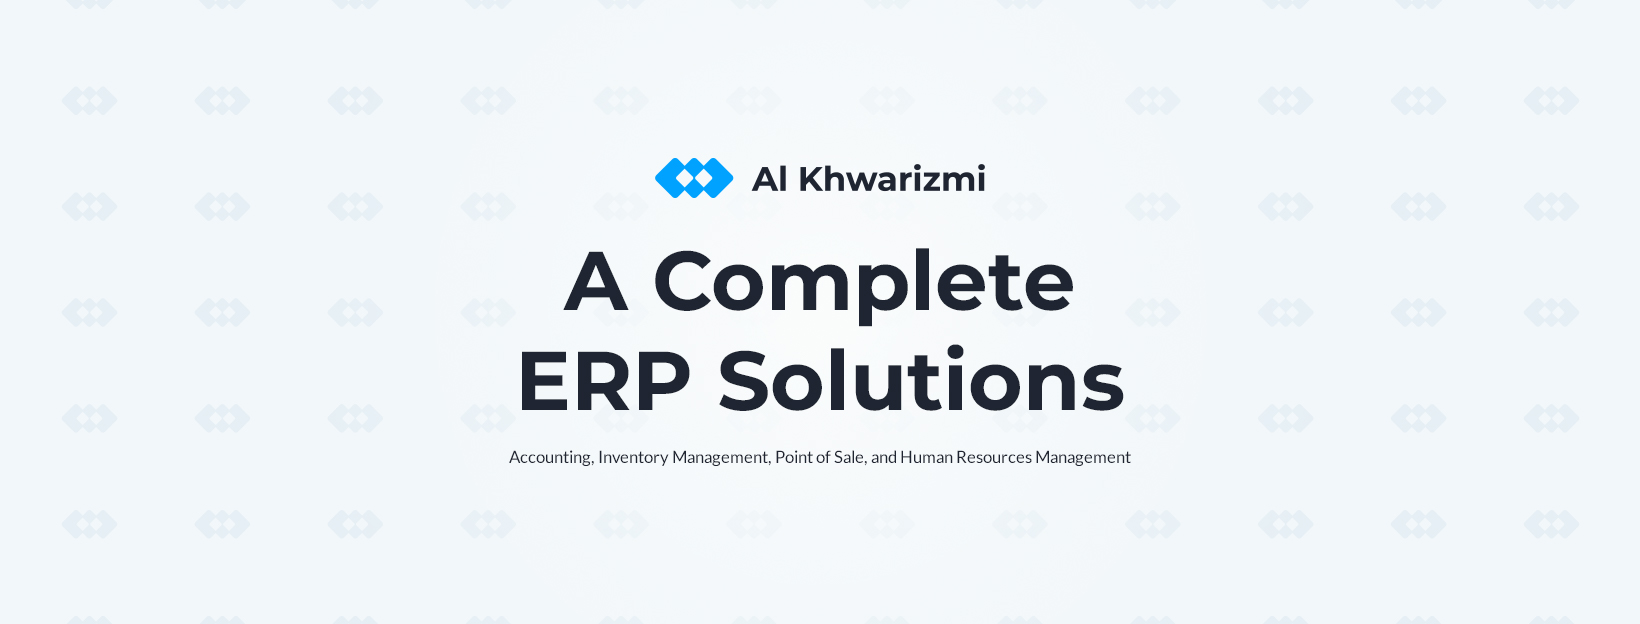 Al Khwarizmi
A Complete
ERP Solutions
Accounting, Inventory Management, Point of Sale, and Human Resources Management